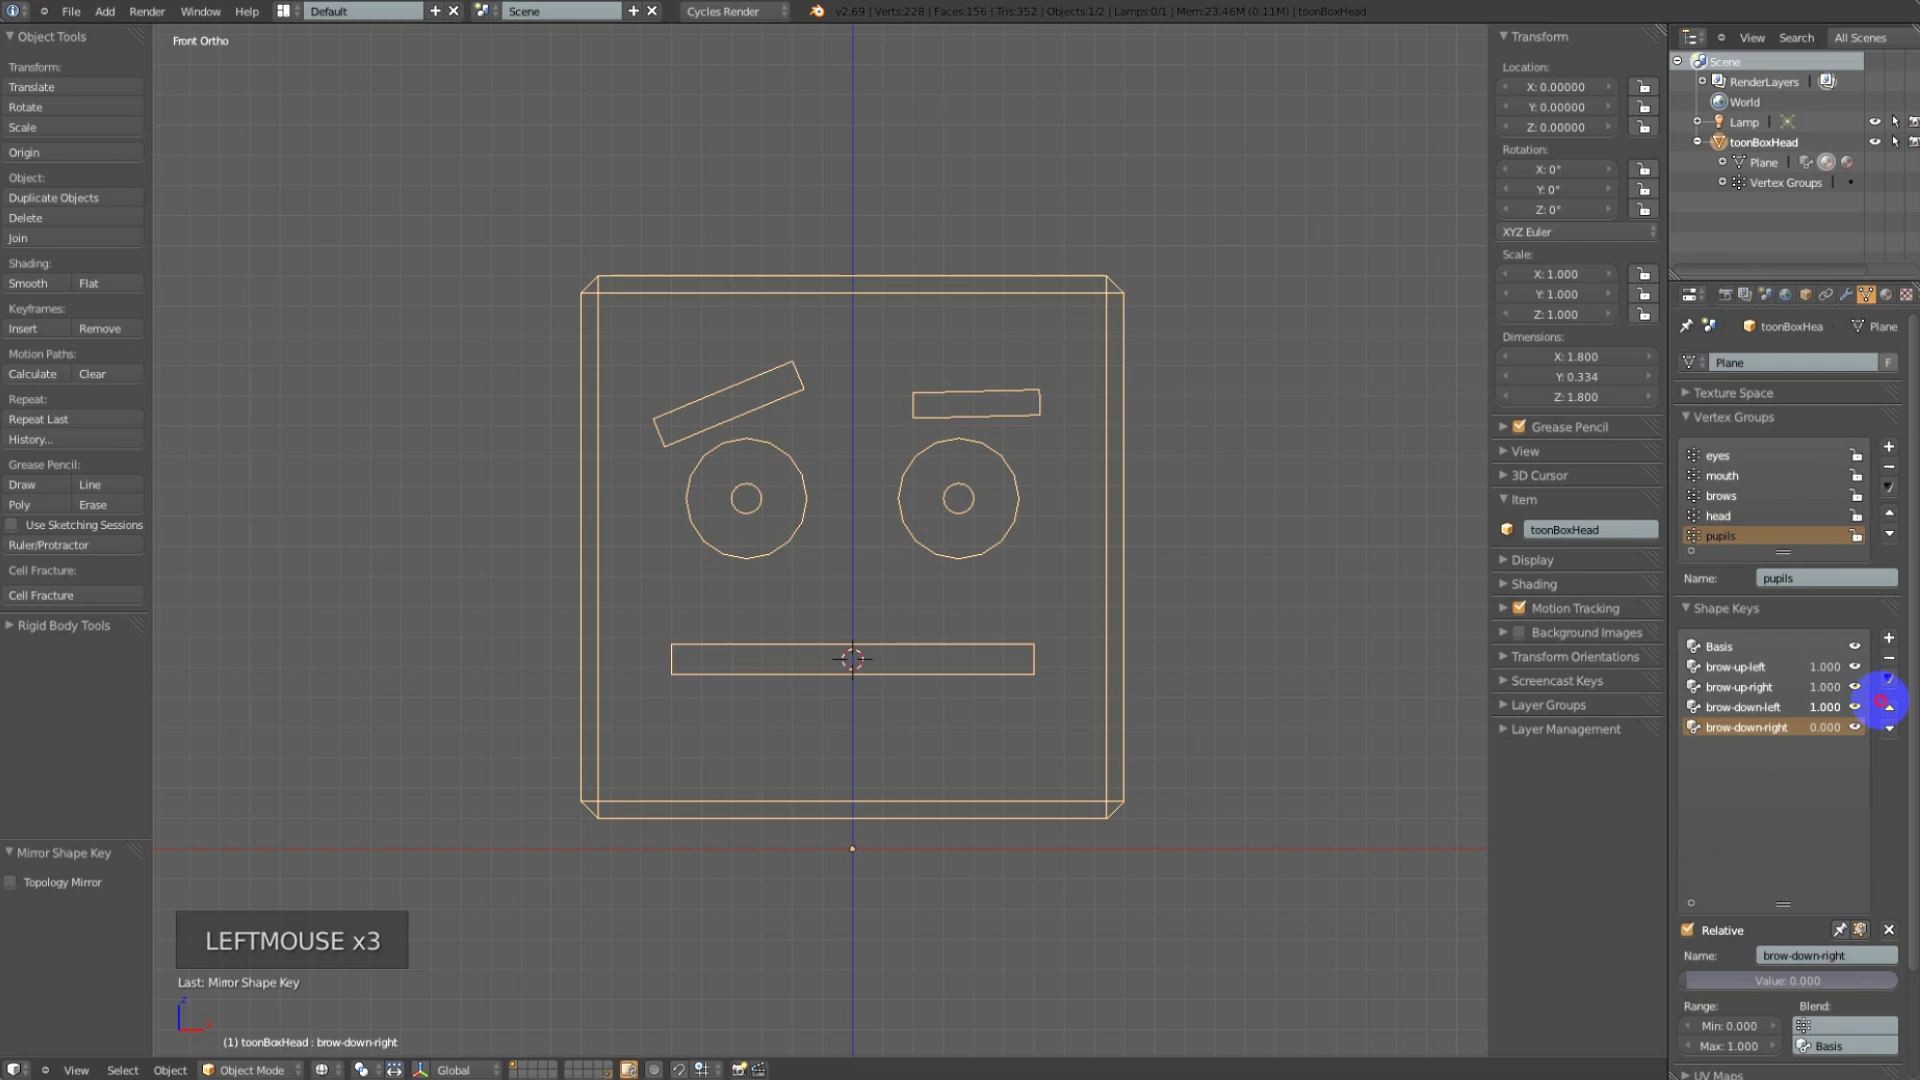 File Add Render Window Help Default Scene Cycles Render v2.69 | Verts:228 | Faces:156 | Tris:352 | Objects:1/2 | Lamps:0/1 | Mem:23.46M (0.11M) | toonBoxHead
Object Tools
Transform:
Translate
Rotate
Scale
Origin
Object:
Duplicate Objects
Delete
Join
Shading:
Smooth Flat
Keyframes:
Insert Remove
Motion Paths:
Calculate Clear
Repeat:
Repeat Last
History...
Grease Pencil:
Draw Line
Poly Erase
Use Sketching Sessions
Ruler/Protractor
Cell Fracture:
Cell Fracture
Rigid Body Tools
Mirror Shape Key
Topology Mirror
Front Ortho
LEFTMOUSE x3
Last: Mirror Shape Key
z
(1) toonBoxHead : brow-down-right
View Select Object Object Mode Global
Transform
Location:
X: 0.00000
Y: 0.00000
Z: 0.00000
Rotation:
X: 0°
Y: 0°
Z: 0°
XYZ Euler
Scale:
X: 1.000
Y: 1.000
Z: 1.000
Dimensions:
X: 1.800
Y: 0.334
Z: 1.800
Grease Pencil
View
3D Cursor
Item
toonBoxHead
Display
Shading
Motion Tracking
Background Images
Transform Orientations
Screencast Keys
Layer Groups
Layer Management
View Search All Scenes
Scene
RenderLayers
World
Lamp
toonBoxHead
Plane
Vertex Groups
toonBoxHea Plane
Plane F
Texture Space
Vertex Groups
eyes
mouth
brows
head
pupils
Name: pupils
Shape Keys
Basis
brow-up-left 1.000
brow-up-right 1.000
brow-down-left 1.000
brow-down-right 0.000
Relative
Name: brow-down-right
Value: 0.000
Range: Blend:
Min: 0.000
Max: 1.000 Basis
UV Maps